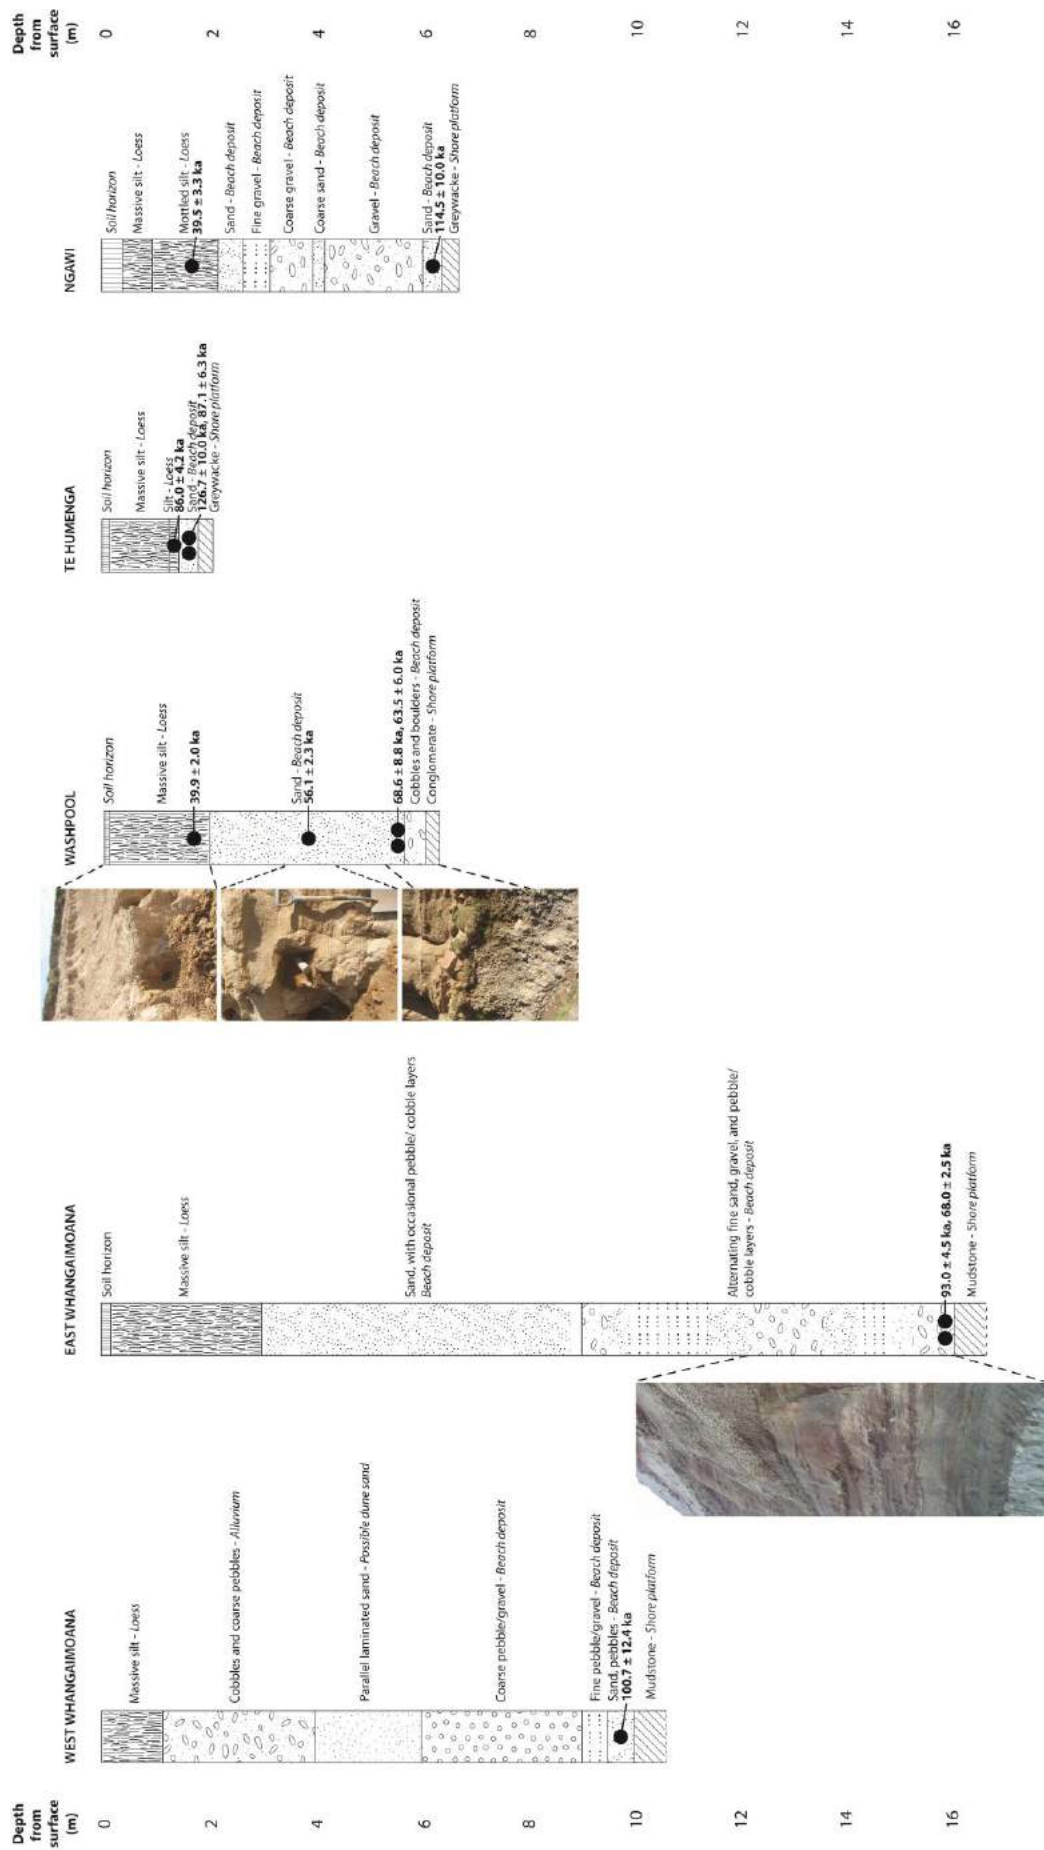 Depth
from
surface
(m)
0
2
4
6
8
10
12
14
16
WEST WHANGAIMOANA
Massive silt - Loess
Cobbles and coarse pebbles - Alluvium
Parallel laminated sand - Possible dune sand
Coarse pebble/gravel - Beach deposit
Fine pebble/gravel - Beach deposit
Sand, pebbles - Beach deposit
100.7 ± 12.4 ka
Mudstone - Shore platform
EAST WHANGAIMOANA
Soil horizon
Massive silt - Loess
Sand, with occasional pebble/ cobble layers
Beach deposit
Alternating fine sand, gravel, and pebble/
cobble layers - Beach deposit
93.0 ± 4.5 ka, 68.0 ± 2.5 ka
Mudstone - Shore platform
WASHPOOL
Soil horizon
Massive silt - Loess
39.9 ± 2.0 ka
Sand - Beach deposit
56.1 ± 2.3 ka
68.6 ± 8.8 ka, 63.5 ± 6.0 ka
Cobbles and boulders - Beach deposit
Conglomerate - Shore platform
TE HUMENGA
Soil horizon
Massive silt - Loess
Silt - Loess
86.0 ± 4.2 ka
Sand - Beach deposit
126.7 ± 10.0 ka, 87.1 ± 6.3 ka
Greywacke - Shore platform
NGAWI
Soil horizon
Massive silt - Loess
Mottled silt - Loess
39.5 ± 3.3 ka
Sand - Beach deposit
Fine gravel - Beach deposit
Coarse gravel - Beach deposit
Coarse sand - Beach deposit
Gravel - Beach deposit
Sand - Beach deposit
114.5 ± 10.0 ka
Greywacke - Shore platform
Depth
from
surface
(m)
0
2
4
6
8
10
12
14
16